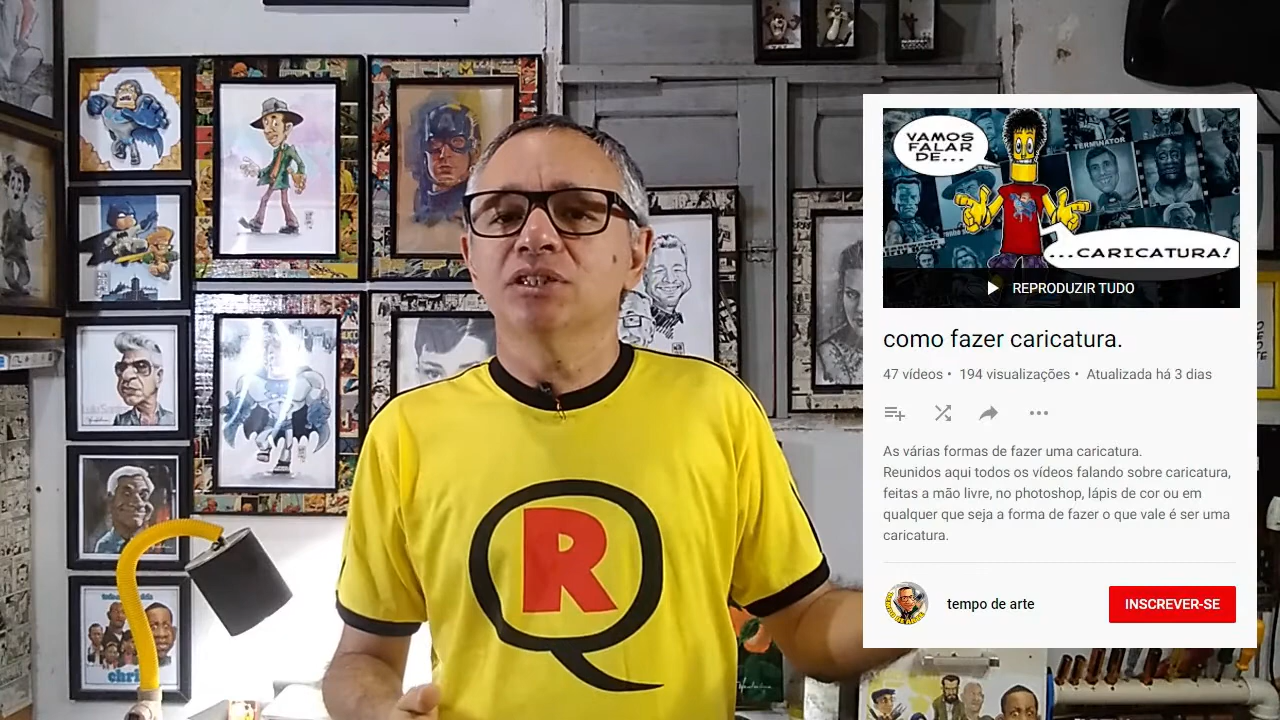 VAMOS
FALAR
DE...
TERMINATOR
...CARICATURA!
REPRODUZIR TUDO
como fazer caricatura.
47 vídeos • 194 visualizações • Atualizada há 3 dias
As várias formas de fazer uma caricatura.
Reunidos aqui todos os vídeos falando sobre caricatura,
feitas a mão livre, no photoshop, lápis de cor ou em
qualquer que seja a forma de fazer o que vale é ser uma
caricatura.
tempo de arte
INSCREVER-SE
R
chris